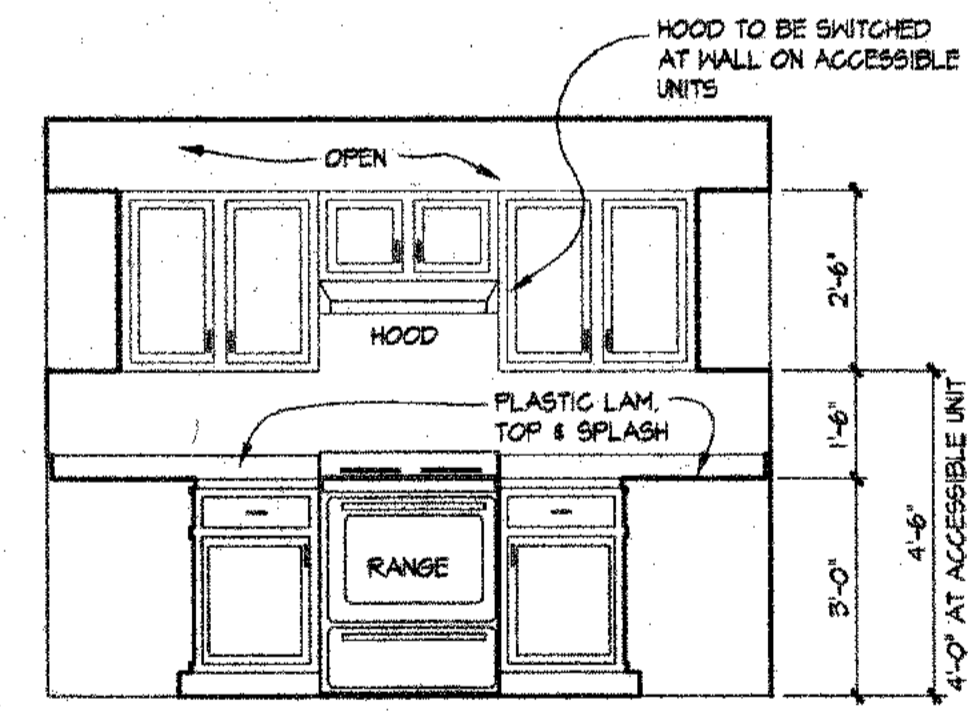 HOOD TO BE SWITCHED
AT WALL ON ACCESSIBLE
UNITS
OPEN
HOOD
PLASTIC LAM.
TOP & SPLASH
RANGE
2'-6"
1'-6"
3'-0"
4'-6"
4'-0" AT ACCESSIBLE UNIT